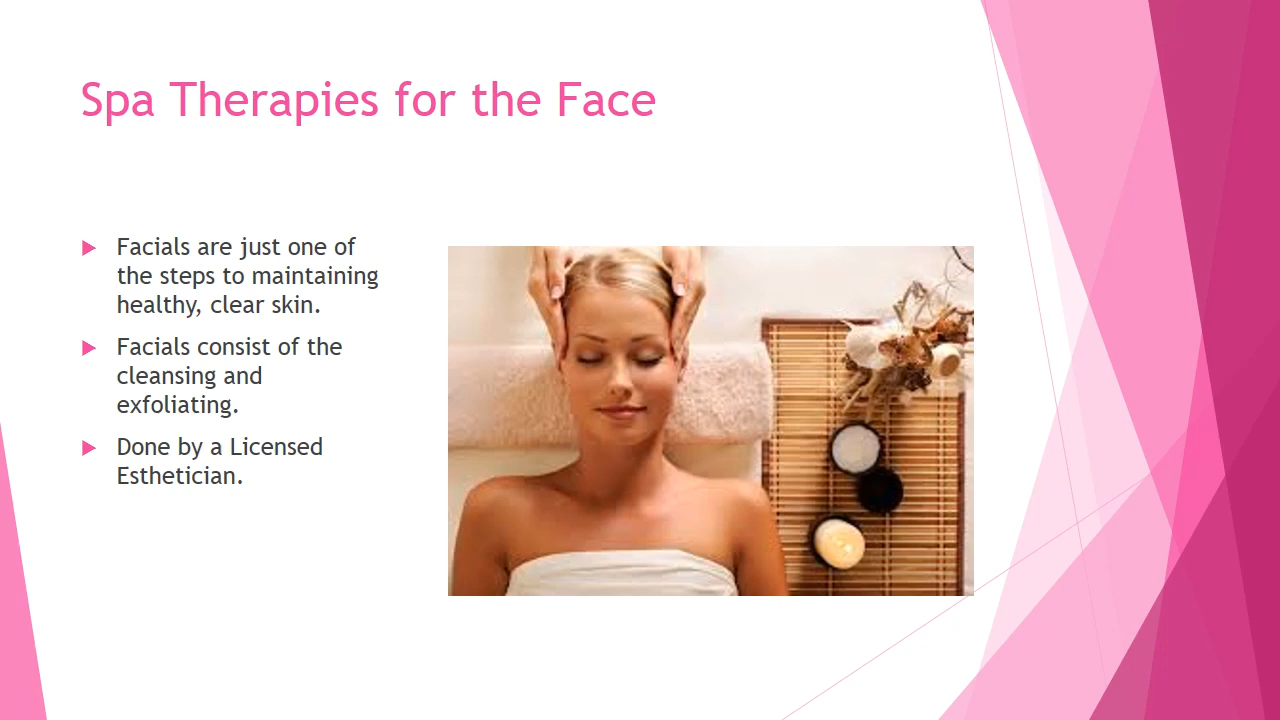 Spa Therapies for the Face
Facials are just one of
the steps to maintaining
healthy, clear skin.
Facials consist of the
cleansing and
exfoliating.
Done by a Licensed
Esthetician.